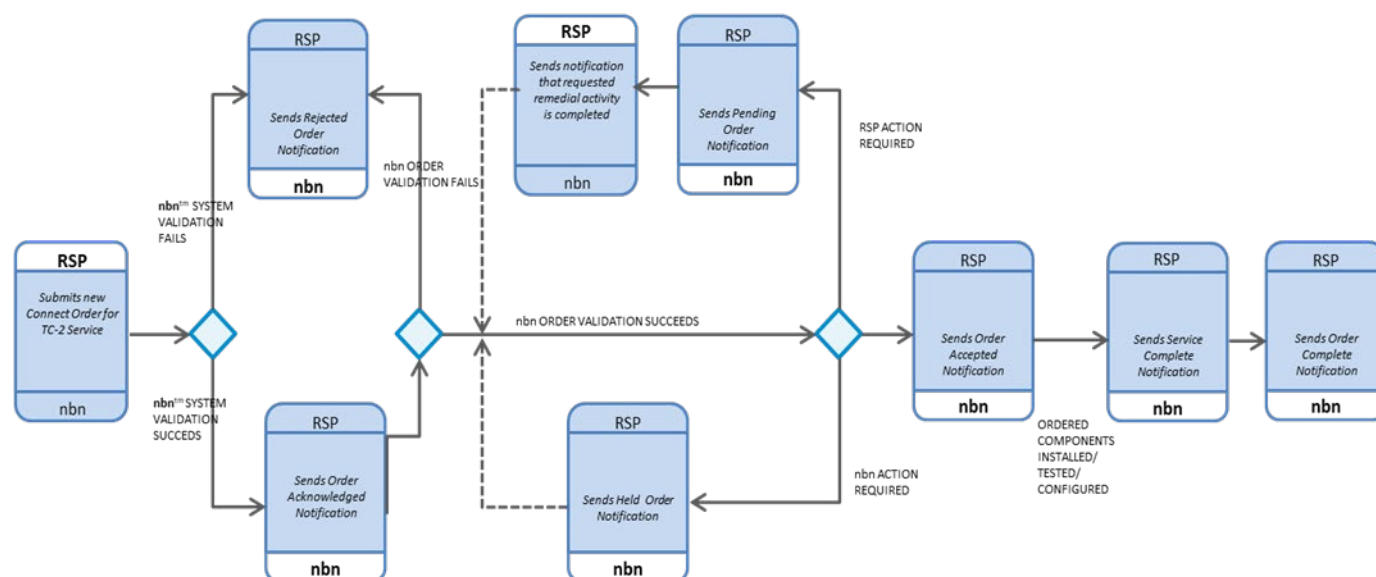 RSP
Sends Rejected
Order
Notification
nbn
RSP
Sends notification
that requested
remedial activity
is completed
nbn
RSP
Sends Pending
Order
Notification
nbn
nbn ORDER
VALIDATION FAILS
RSP ACTION
REQUIRED
nbn™ SYSTEM
VALIDATION
FAILS
RSP
Submits new
Connect Order for
TC-2 Service
nbn
nbn ORDER VALIDATION SUCCEEDS
RSP
Sends Order
Accepted
Notification
nbn
RSP
Sends Service
Complete
Notification
nbn
RSP
Sends Order
Complete
Notification
nbn
nbn™ SYSTEM
VALIDATION
SUCCEDS
RSP
Sends Order
Acknowledged
Notification
nbn
RSP
Sends Held Order
Notification
nbn
nbn ACTION
REQUIRED
ORDERED
COMPONENTS
INSTALLED/
TESTED/
CONFIGURED